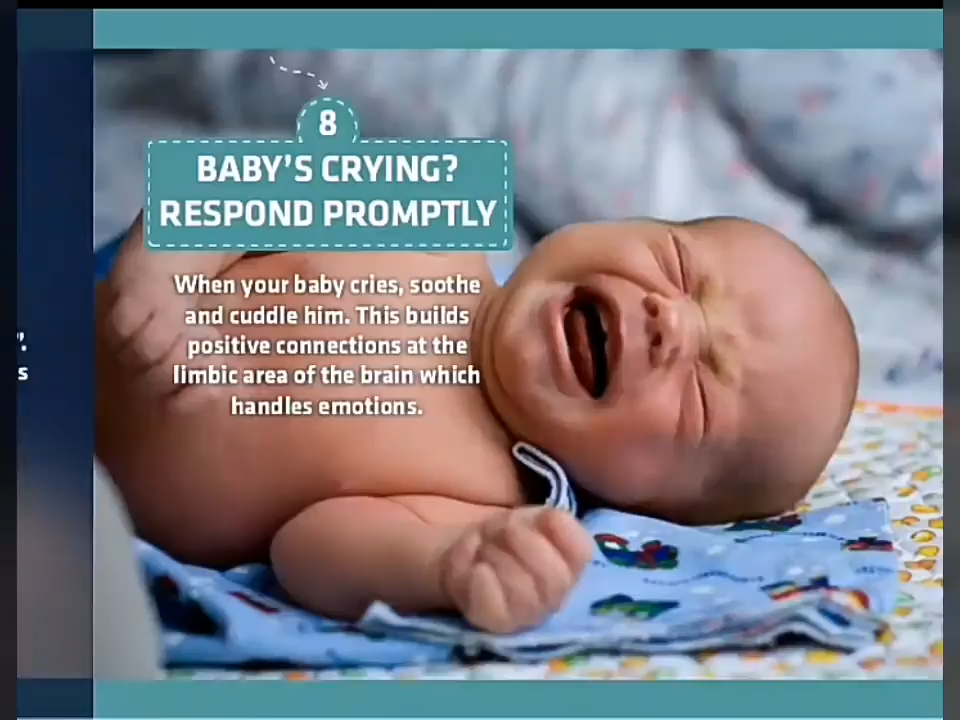 8
BABY'S CRYING?
RESPOND PROMPTLY
When your baby cries, soothe
and cuddle him. This builds
positive connections at the
limbic area of the brain which
handles emotions.